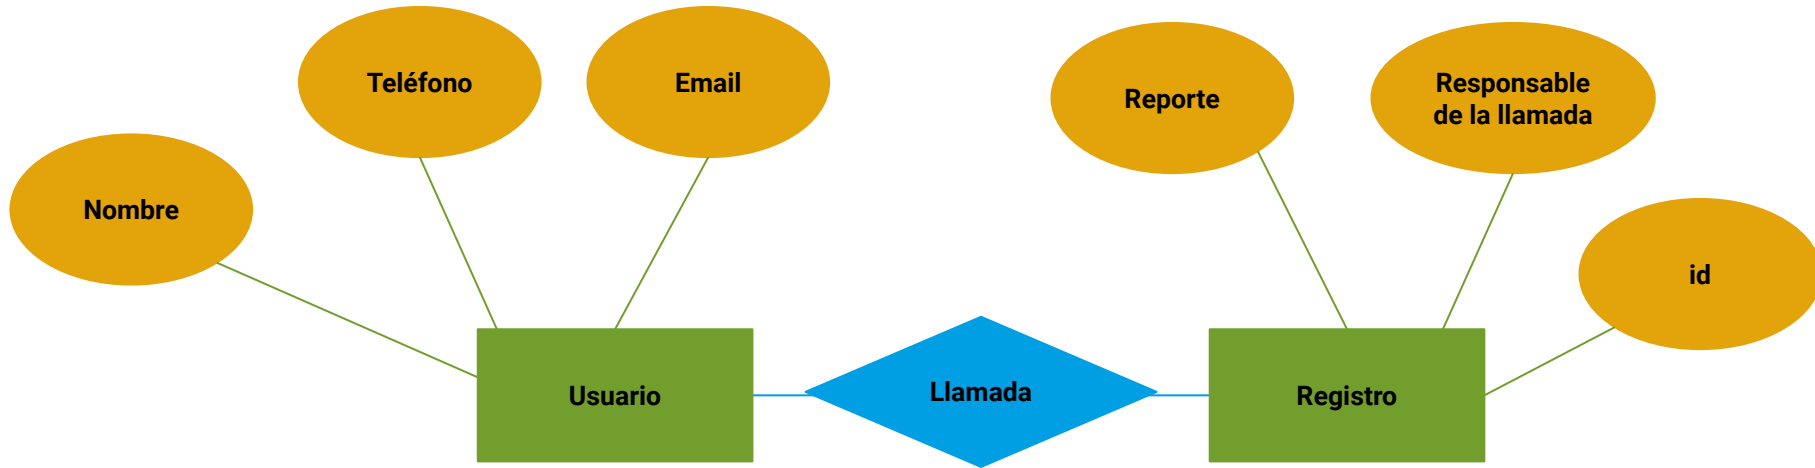 Teléfono
Email
Reporte
Responsable
de la llamada
Nombre
id
Usuario
Llamada
Registro